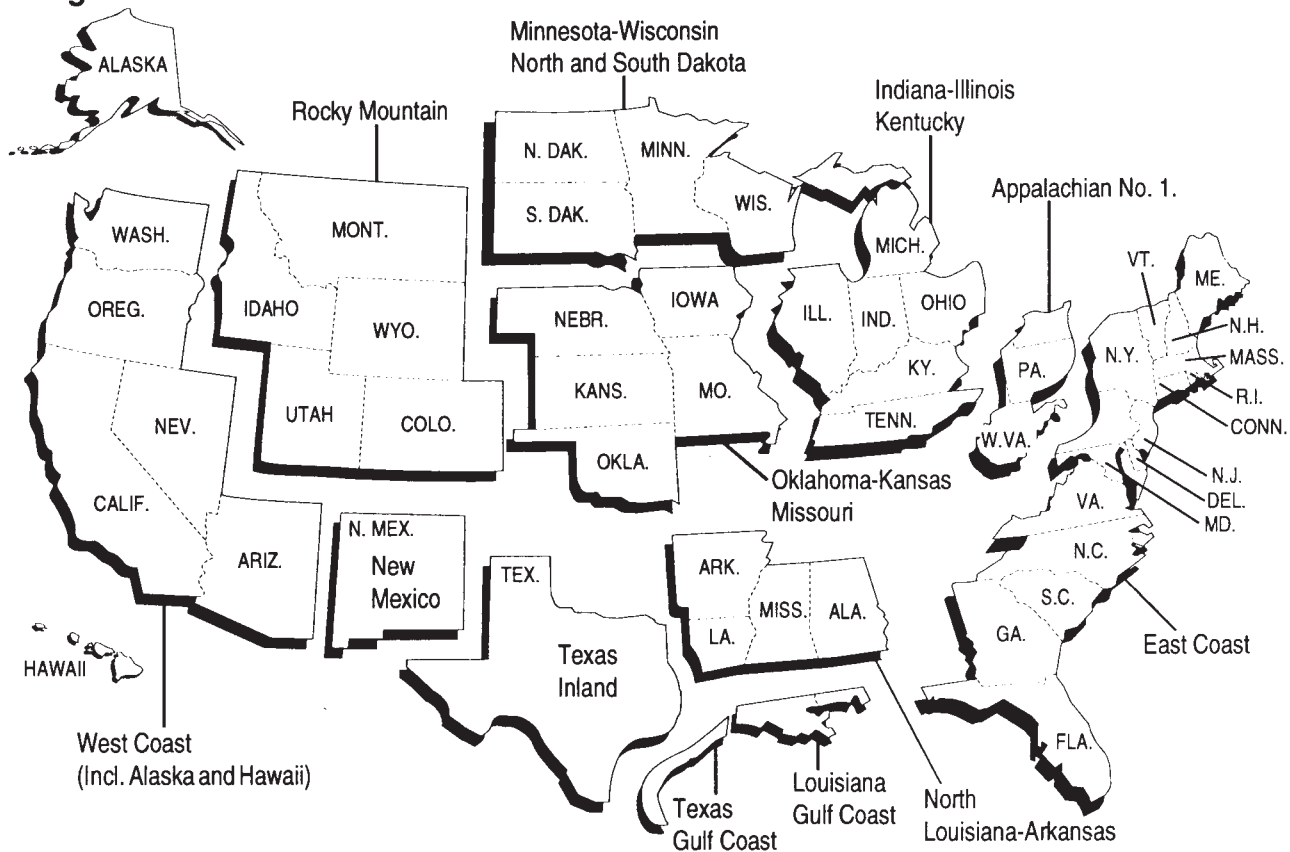 ALASKA
Minnesota-Wisconsin
North and South Dakota
Rocky Mountain
Indiana-Illinois
Kentucky
Appalachian No. 1.
N. DAK.
MINN.
S. DAK.
WIS.
WASH.
MONT.
MICH.
VT.
ME.
OREG.
IDAHO
WYO.
NEBR.
IOWA
ILL.
IND.
OHIO
N.H.
N.Y.
MASS.
PA.
KY.
R.I.
KANS.
MO.
UTAH
COLO.
NEV.
TENN.
CONN.
W.VA.
OKLA.
N.J.
Oklahoma-Kansas
Missouri
DEL.
VA.
MD.
CALIF.
N. MEX.
New
Mexico
ARIZ.
TEX.
ARK.
N.C.
MISS.
ALA.
S.C.
LA.
GA.
East Coast
HAWAII
Texas
Inland
West Coast
(Incl. Alaska and Hawaii)
FLA.
Texas
Gulf Coast
Louisiana
Gulf Coast
North
Louisiana-Arkansas